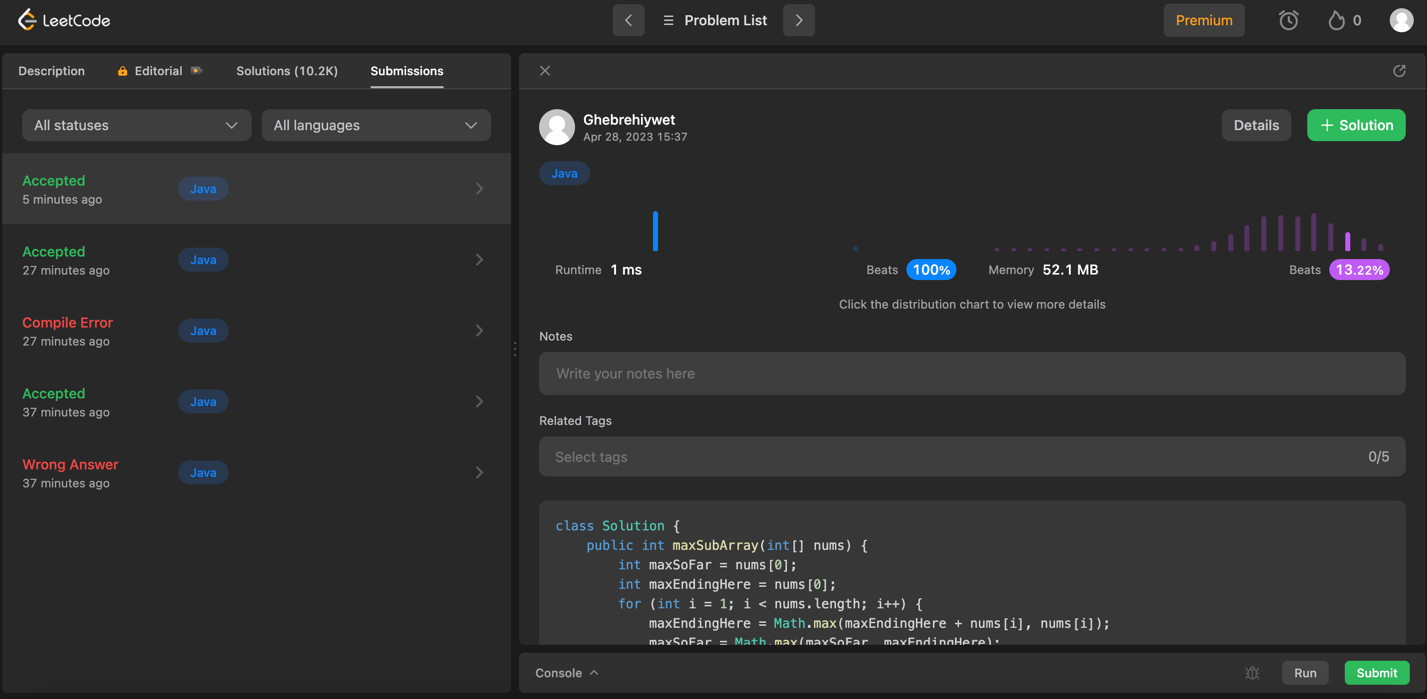 LeetCode
Problem List
Premium
0
Description
Editorial
Solutions (10.2K)
Submissions
All statuses
All languages
Accepted
5 minutes ago
Java
Accepted
27 minutes ago
Java
Compile Error
27 minutes ago
Java
Accepted
37 minutes ago
Java
Wrong Answer
37 minutes ago
Java
Ghebrehiywet
Apr 28, 2023 15:37
Details
+ Solution
Java
Runtime 1 ms
Beats 100%
Memory 52.1 MB
Beats 13.22%
Click the distribution chart to view more details
Notes
Write your notes here
Related Tags
Select tags
0/5
class Solution {
public int maxSubArray(int[] nums) {
int maxSoFar = nums[0];
int maxEndingHere = nums[0];
for (int i = 1; i < nums.length; i++) {
maxEndingHere = Math.max(maxEndingHere + nums[i], nums[i]);
maxSoFar = Math.max(maxSoFar, maxEndingHere);
Console
Run
Submit